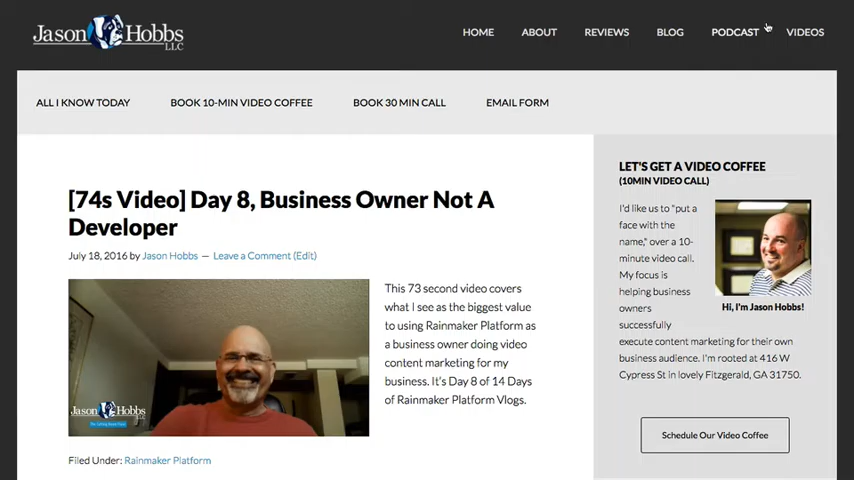 Jason Hobbs
LLC
HOME ABOUT REVIEWS BLOG PODCAST VIDEOS
ALL I KNOW TODAY BOOK 10-MIN VIDEO COFFEE BOOK 30 MIN CALL EMAIL FORM
[74s Video] Day 8, Business Owner Not A
Developer
July 18, 2016 by Jason Hobbs — Leave a Comment (Edit)
This 73 second video covers
what I see as the biggest value
to using Rainmaker Platform as
a business owner doing video
content marketing for my
business. It's Day 8 of 14 Days
of Rainmaker Platform Vlogs.
Jason Hobbs
LLC
Filed Under: Rainmaker Platform
LET'S GET A VIDEO COFFEE
(10MIN VIDEO CALL)
I'd like us to "put a
face with the
name," over a 10-
minute video call.
My focus is
helping business
owners
successfully
execute content marketing for their own
business audience. I'm rooted at 416 W
Cypress St in lovely Fitzgerald, GA 31750.
Hi, I'm Jason Hobbs!
Schedule Our Video Coffee